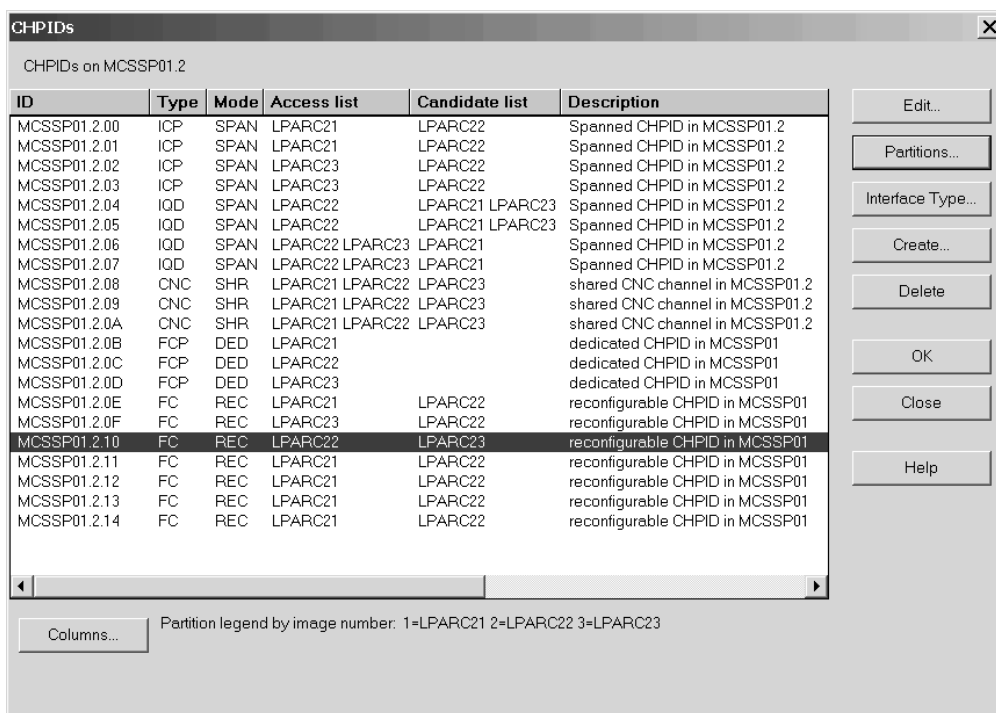 CHPIDs
CHPIDs on MCSSP01.2
ID Type Mode Access list Candidate list Description
MCSSP01.2.00 ICP SPAN LPARC21 LPARC22 Spanned CHPID in MCSSP01.2
MCSSP01.2.01 ICP SPAN LPARC21 LPARC22 Spanned CHPID in MCSSP01.2
MCSSP01.2.02 ICP SPAN LPARC23 LPARC22 Spanned CHPID in MCSSP01.2
MCSSP01.2.03 ICP SPAN LPARC23 LPARC22 Spanned CHPID in MCSSP01.2
MCSSP01.2.04 IQD SPAN LPARC22 LPARC21 LPARC23 Spanned CHPID in MCSSP01.2
MCSSP01.2.05 IQD SPAN LPARC22 LPARC21 LPARC23 Spanned CHPID in MCSSP01.2
MCSSP01.2.06 IQD SPAN LPARC22 LPARC23 LPARC21 Spanned CHPID in MCSSP01.2
MCSSP01.2.07 IQD SPAN LPARC22 LPARC23 LPARC21 Spanned CHPID in MCSSP01.2
MCSSP01.2.08 CNC SHR LPARC21 LPARC22 LPARC23 shared CNC channel in MCSSP01.2
MCSSP01.2.09 CNC SHR LPARC21 LPARC22 LPARC23 shared CNC channel in MCSSP01.2
MCSSP01.2.0A CNC SHR LPARC21 LPARC22 LPARC23 shared CNC channel in MCSSP01.2
MCSSP01.2.0B FCP DED LPARC21 dedicated CHPID in MCSSP01
MCSSP01.2.0C FCP DED LPARC22 dedicated CHPID in MCSSP01
MCSSP01.2.0D FCP DED LPARC23 dedicated CHPID in MCSSP01
MCSSP01.2.0E FC REC LPARC21 LPARC22 reconfigurable CHPID in MCSSP01
MCSSP01.2.0F FC REC LPARC23 LPARC22 reconfigurable CHPID in MCSSP01
MCSSP01.2.10 FC REC LPARC22 LPARC23 reconfigurable CHPID in MCSSP01
MCSSP01.2.11 FC REC LPARC21 LPARC22 reconfigurable CHPID in MCSSP01
MCSSP01.2.12 FC REC LPARC21 LPARC22 reconfigurable CHPID in MCSSP01
MCSSP01.2.13 FC REC LPARC21 LPARC22 reconfigurable CHPID in MCSSP01
MCSSP01.2.14 FC REC LPARC21 LPARC22 reconfigurable CHPID in MCSSP01
Edit...
Partitions...
Interface Type...
Create...
Delete
OK
Close
Help
Columns...
Partition legend by image number: 1=LPARC21 2=LPARC22 3=LPARC23